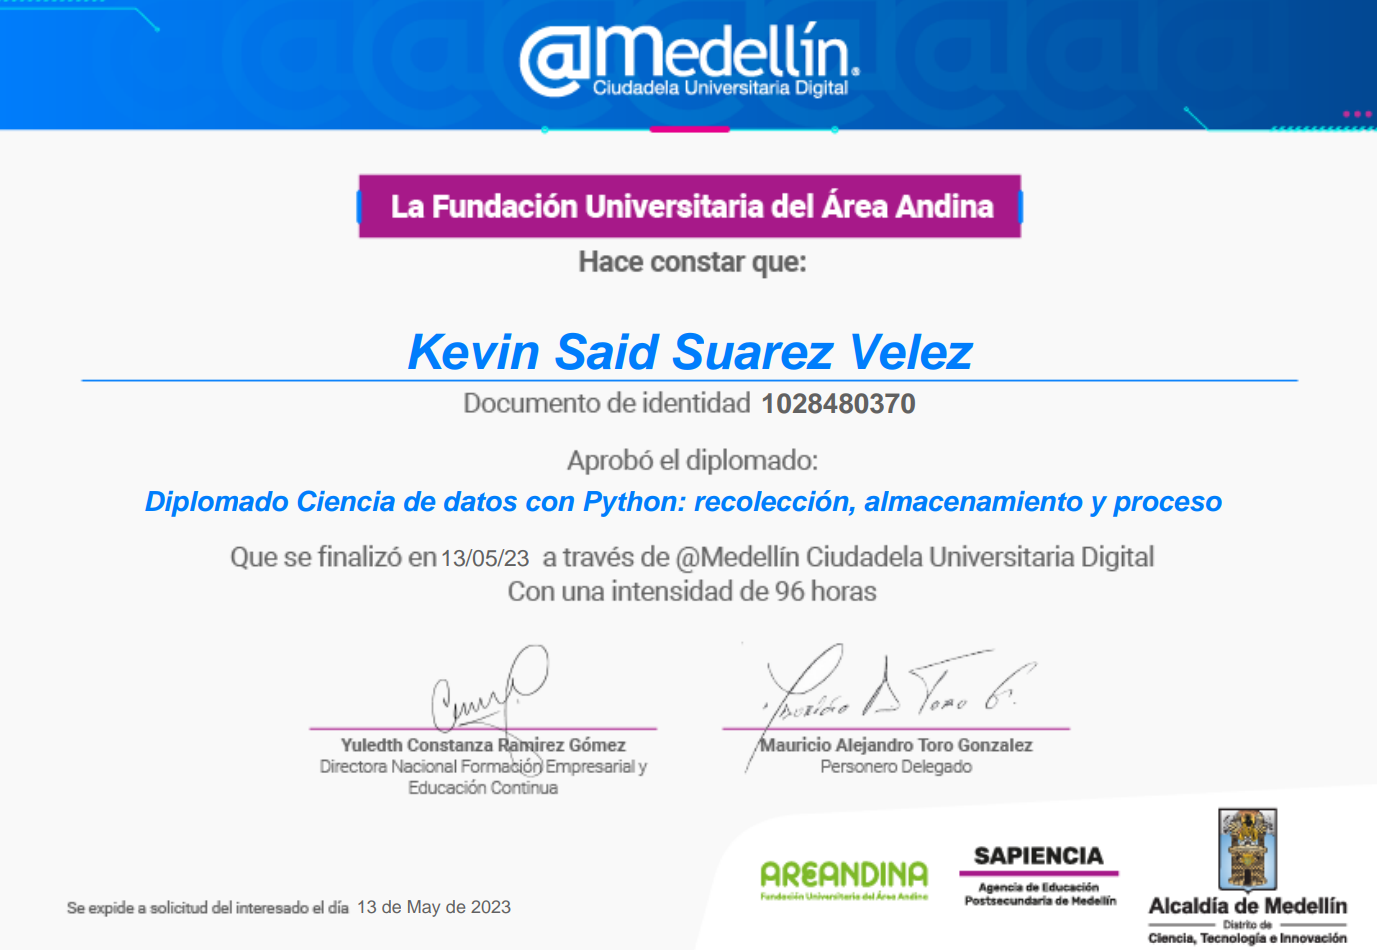 @Medellín®
Ciudadela Universitaria Digital
La Fundación Universitaria del Área Andina
Hace constar que:
Kevin Said Suarez Velez
Documento de identidad 1028480370
Aprobó el diplomado:
Diplomado Ciencia de datos con Python: recolección, almacenamiento y proceso
Que se finalizó en 13/05/23 a través de @Medellín Ciudadela Universitaria Digital
Con una intensidad de 96 horas
Mauricio A Toro G.
Yuledth Constanza Ramirez Gómez
Directora Nacional Formación Empresarial y
Educación Continua
Mauricio Alejandro Toro Gonzalez
Personero Delegado
AREANDINA
Fundación Universitaria del Área Andina
SAPIENCIA
Agencia de Educación
Postsecundaria de Medellín
Alcaldía de Medellín
Distrito de
Ciencia, Tecnología e Innovación
Se expide a solicitud del interesado el día 13 de May de 2023